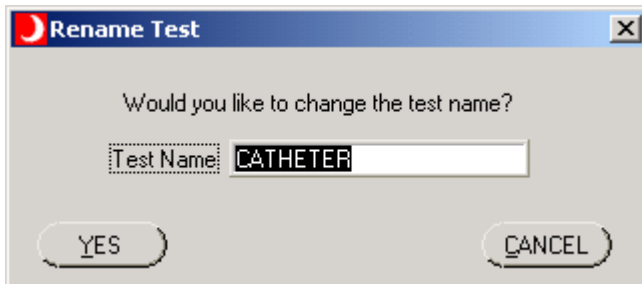 Rename Test
Would you like to change the test name?
Test Name CATHETER
YES CANCEL